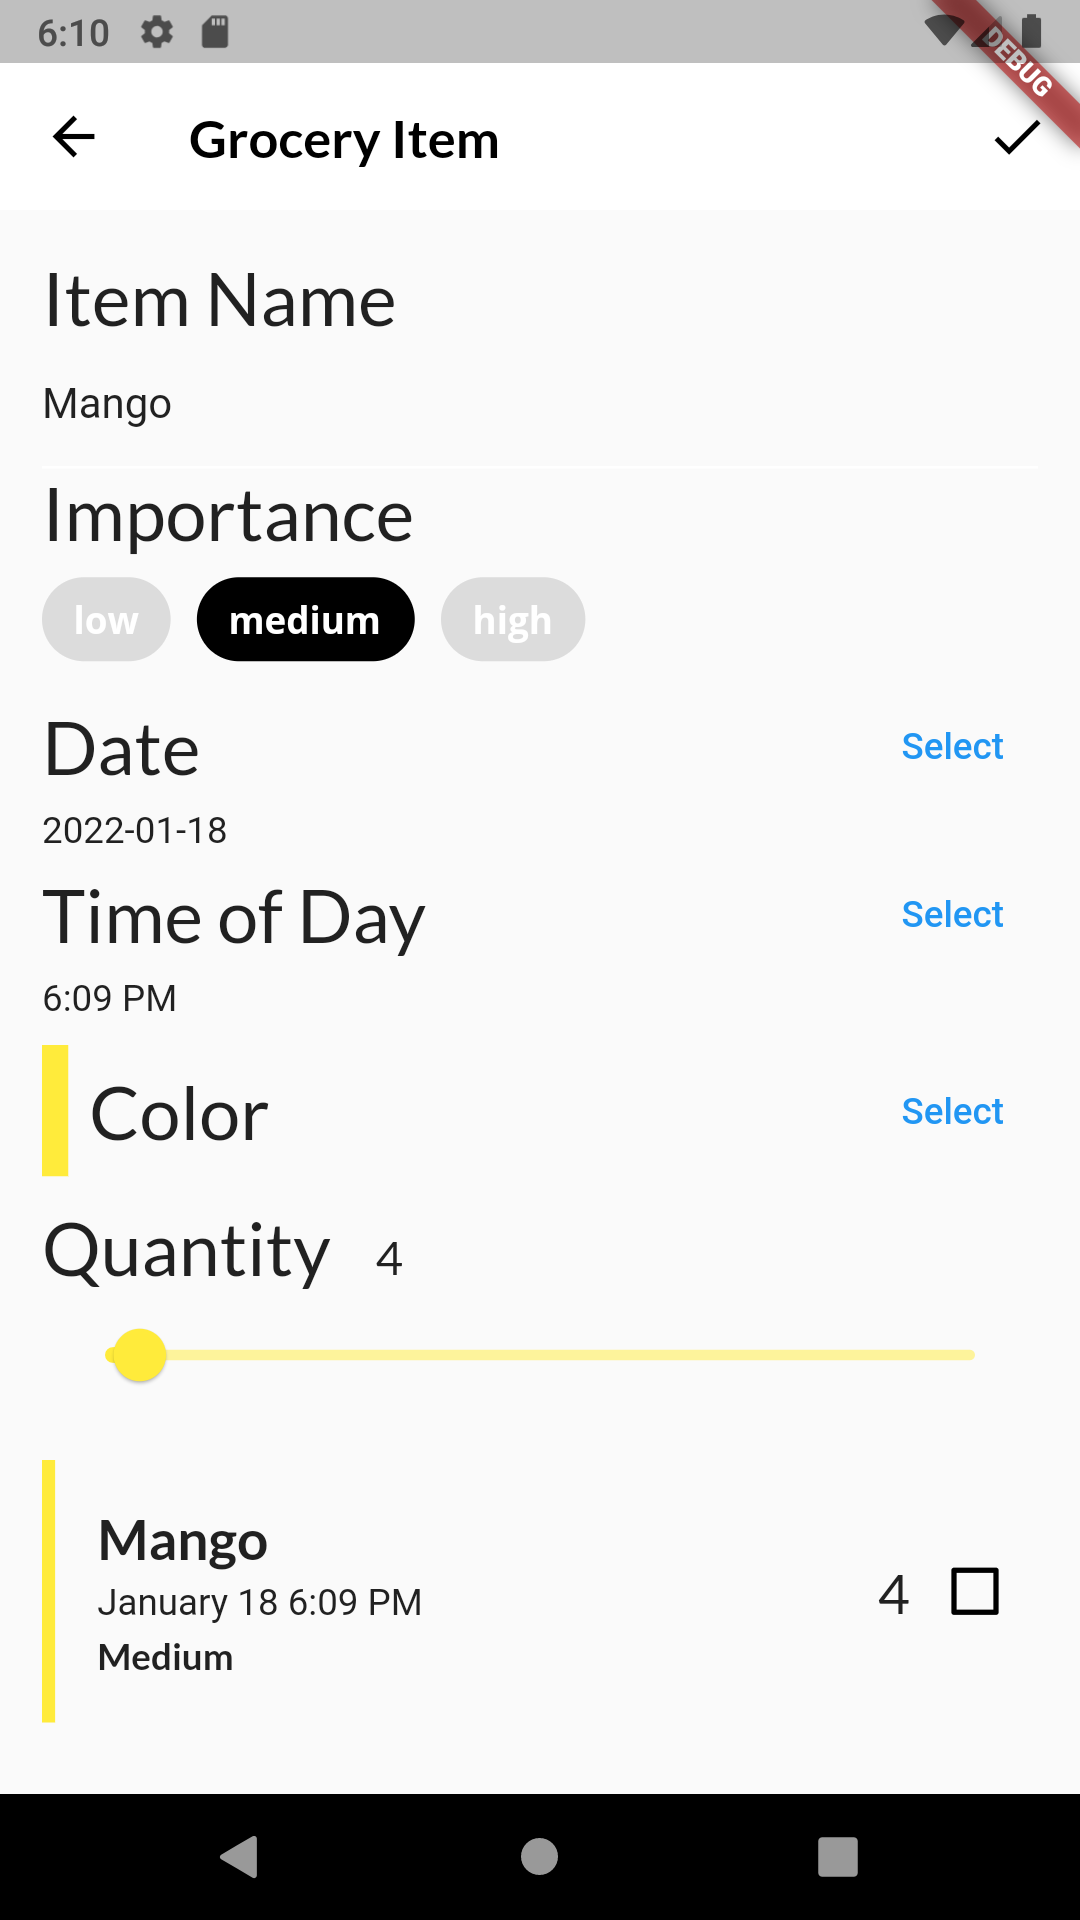 6:10
DEBUG
Grocery Item
Item Name
Mango
Importance
low medium high
Date Select
2022-01-18
Time of Day Select
6:09 PM
Color Select
Quantity 4
Mango
January 18 6:09 PM
Medium
4